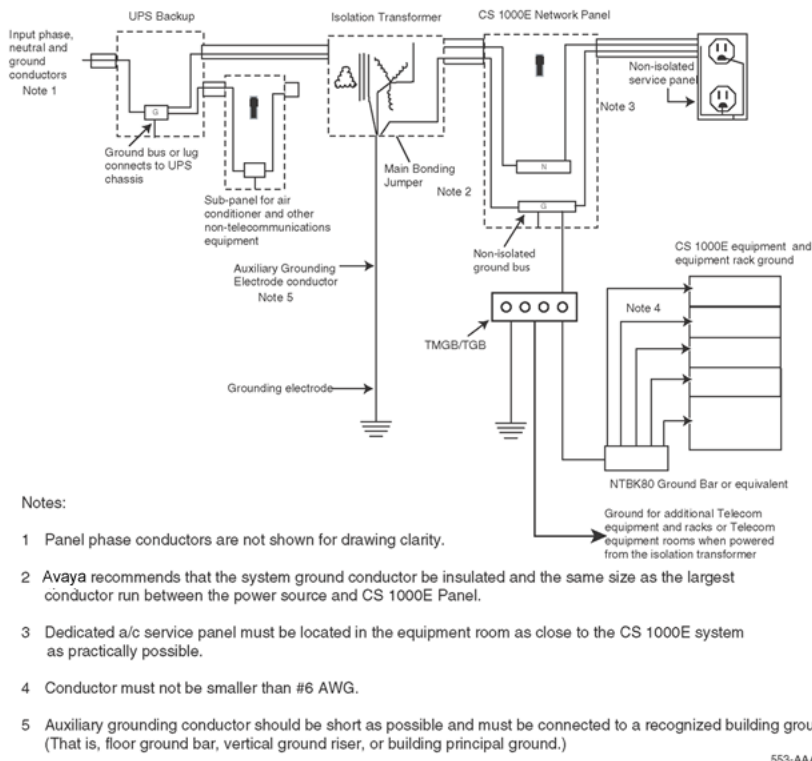 UPS Backup
Isolation Transformer
CS 1000E Network Panel
Input phase,
neutral and
ground
conductors
Note 1
G
Ground bus or lug
connects to UPS
chassis
Sub-panel for air
conditioner and other
non-telecommunications
equipment
Main Bonding
Jumper
Note 2
N
G
Non-isolated
service panel
Note 3
Non-isolated
ground bus
Auxiliary Grounding
Electrode conductor
Note 5
TMGB/TGB
Grounding electrode
CS 1000E equipment and
equipment rack ground
Note 4
NTBK80 Ground Bar or equivalent
Ground for additional Telecom
equipment and racks or Telecom
equipment rooms when powered
from the isolation transformer
Notes:
1 Panel phase conductors are not shown for drawing clarity.
2 Avaya recommends that the system ground conductor be insulated and the same size as the largest
conductor run between the power source and CS 1000E Panel.
3 Dedicated a/c service panel must be located in the equipment room as close to the CS 1000E system
as practically possible.
4 Conductor must not be smaller than #6 AWG.
5 Auxiliary grounding conductor should be short as possible and must be connected to a recognized building
(That is, floor ground bar, vertical ground riser, or building principal ground.)